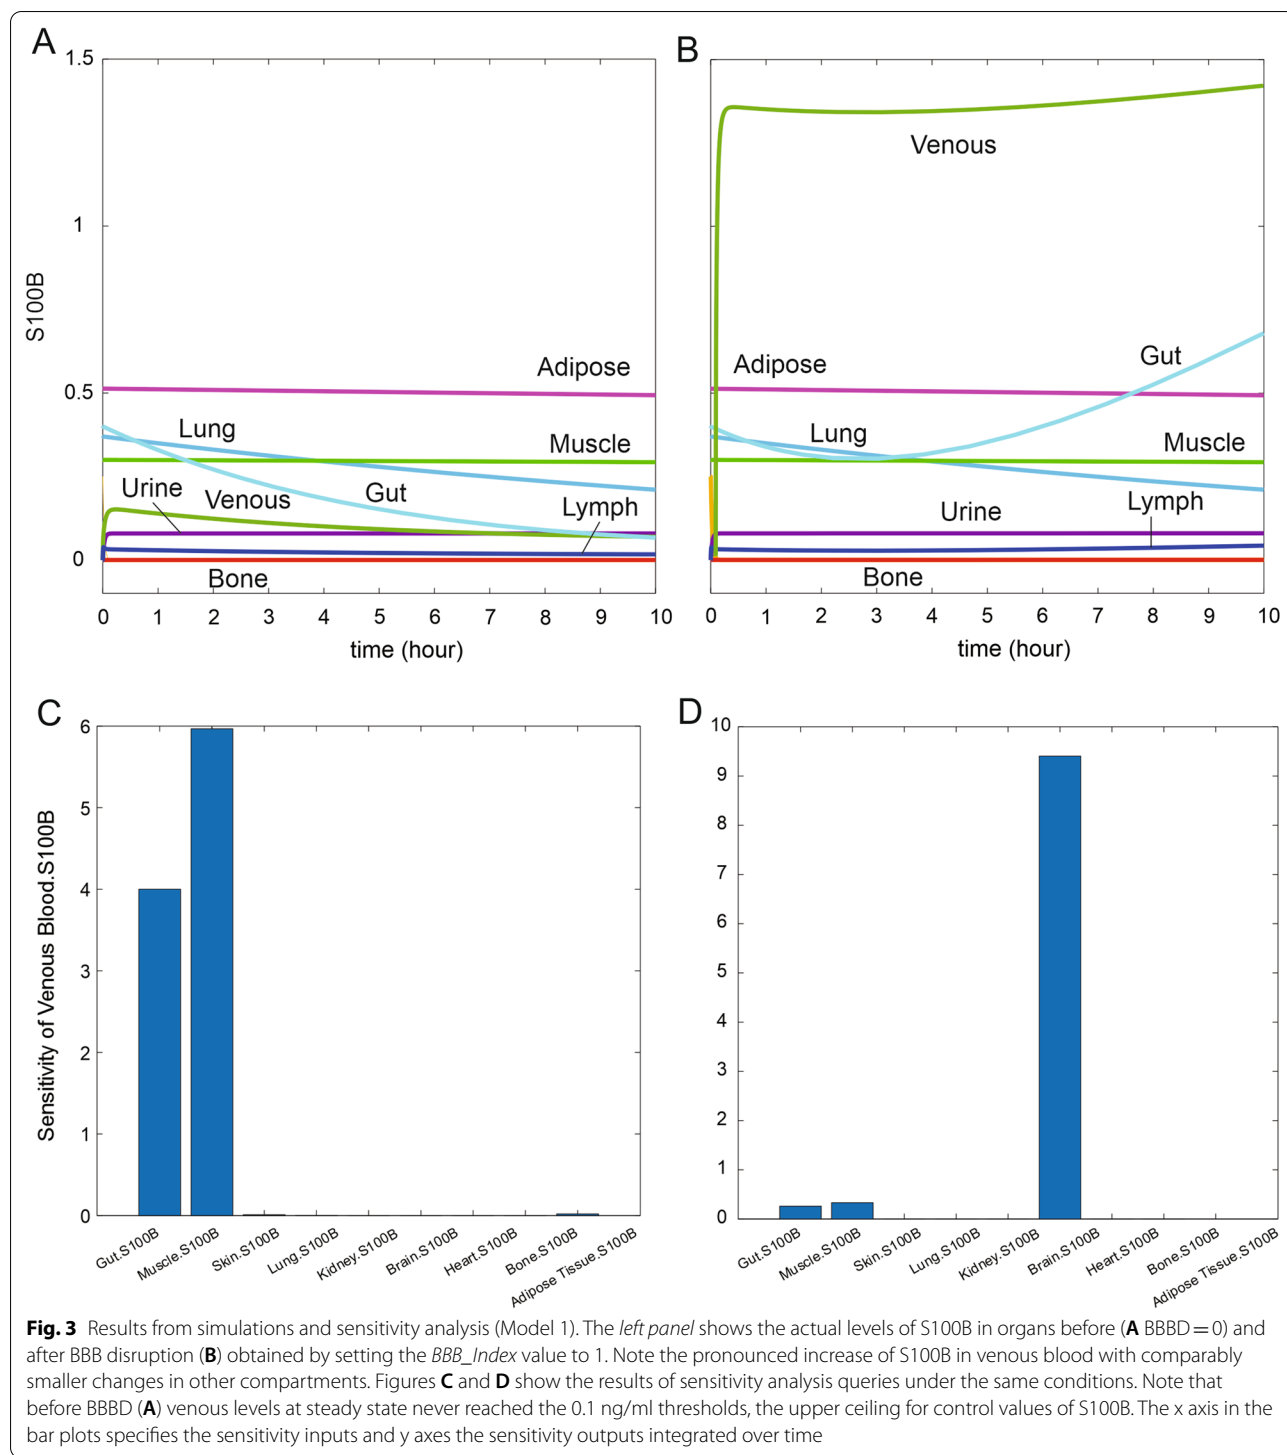 A
B
1.5
1
0.5
0
S100B
Adipose
Lung
Muscle
Urine
Venous
Gut
Lymph
Bone
0 1 2 3 4 5 6 7 8 9 10
time (hour)
Venous
Adipose
Gut
Lung
Muscle
Urine
Lymph
Bone
0 1 2 3 4 5 6 7 8 9 10
time (hour)
C
6
5
4
3
2
1
0
Sensitivity of Venous Blood.S100B
Gut.S100B
Muscle.S100B
Skin.S100B
Lung.S100B
Kidney.S100B
Brain.S100B
Heart.S100B
Bone.S100B
Adipose Tissue.S100B
D
10
9
8
7
6
5
4
3
2
1
0
Gut.S100B
Muscle.S100B
Skin.S100B
Lung.S100B
Kidney.S100B
Brain.S100B
Heart.S100B
Bone.S100B
Adipose Tissue.S100B
Fig. 3 Results from simulations and sensitivity analysis (Model 1). The left panel shows the actual levels of S100B in organs before (A BBBD = 0) and
after BBB disruption (B) obtained by setting the BBB_Index value to 1. Note the pronounced increase of S100B in venous blood with comparably
smaller changes in other compartments. Figures C and D show the results of sensitivity analysis queries under the same conditions. Note that
before BBBD (A) venous levels at steady state never reached the 0.1 ng/ml thresholds, the upper ceiling for control values of S100B. The x axis in the
bar plots specifies the sensitivity inputs and y axes the sensitivity outputs integrated over time